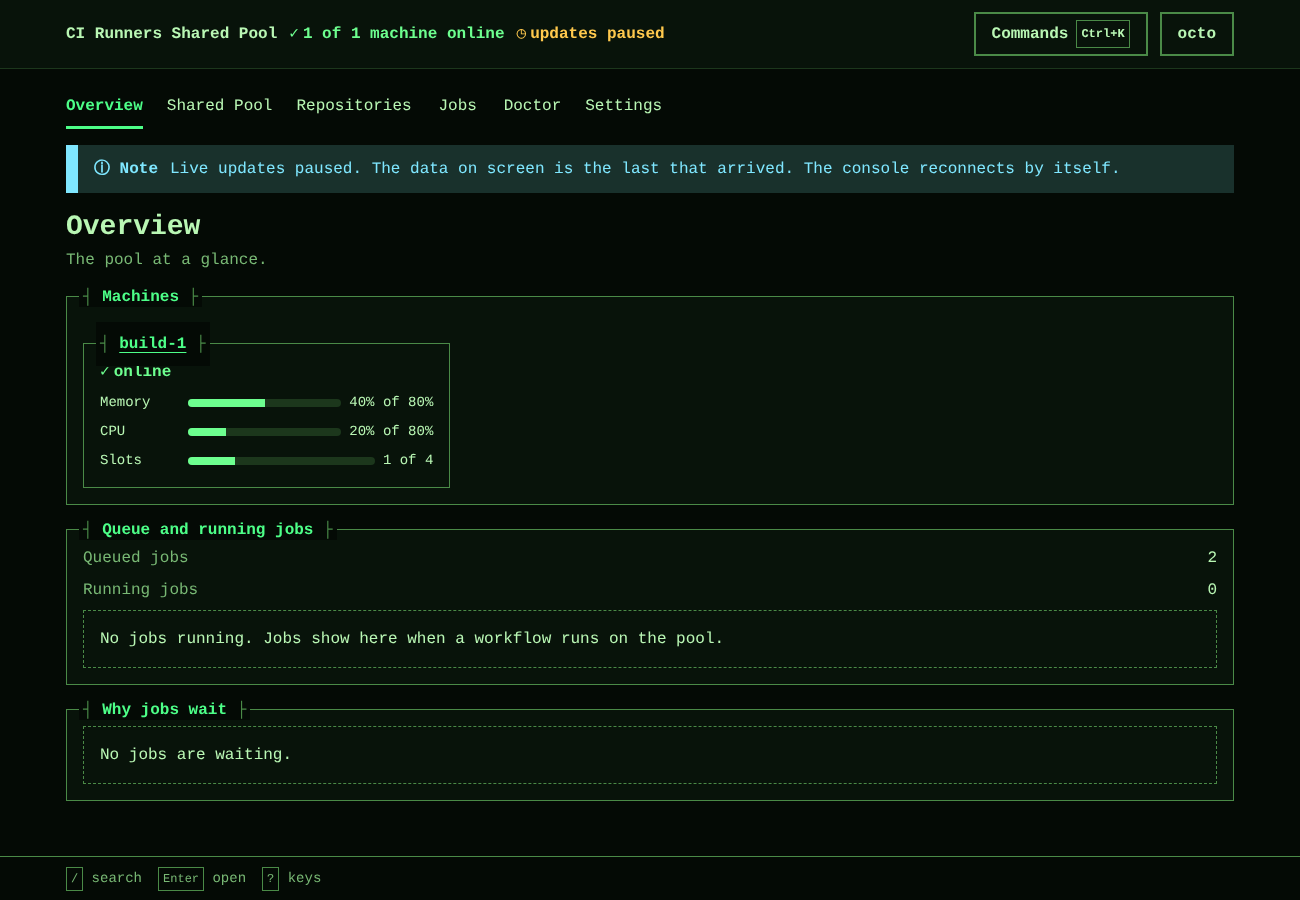 CI Runners Shared Pool ✓ 1 of 1 machine online ◷ updates paused
Commands Ctrl+K octo
Overview Shared Pool Repositories Jobs Doctor Settings
ⓘ Note Live updates paused. The data on screen is the last that arrived. The console reconnects by itself.
Overview
The pool at a glance.
Machines
build-1
✓ online
Memory 40% of 80%
CPU 20% of 80%
Slots 1 of 4
Queue and running jobs
Queued jobs 2
Running jobs 0
No jobs running. Jobs show here when a workflow runs on the pool.
Why jobs wait
No jobs are waiting.
/ search Enter open ? keys